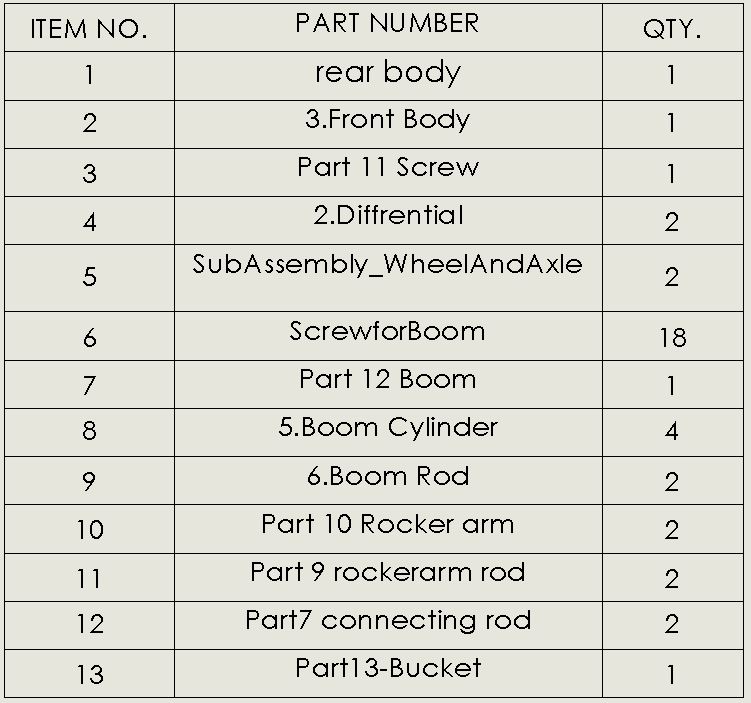 ITEM NO. PART NUMBER QTY.
1 rear body 1
2 3.Front Body 1
3 Part 11 Screw 1
4 2.Diffrential 2
5 SubAssembly_WheelAndAxle 2
6 ScrewforBoom 18
7 Part 12 Boom 1
8 5.Boom Cylinder 4
9 6.Boom Rod 2
10 Part 10 Rocker arm 2
11 Part 9 rockerarm rod 2
12 Part7 connecting rod 2
13 Part13-Bucket 1